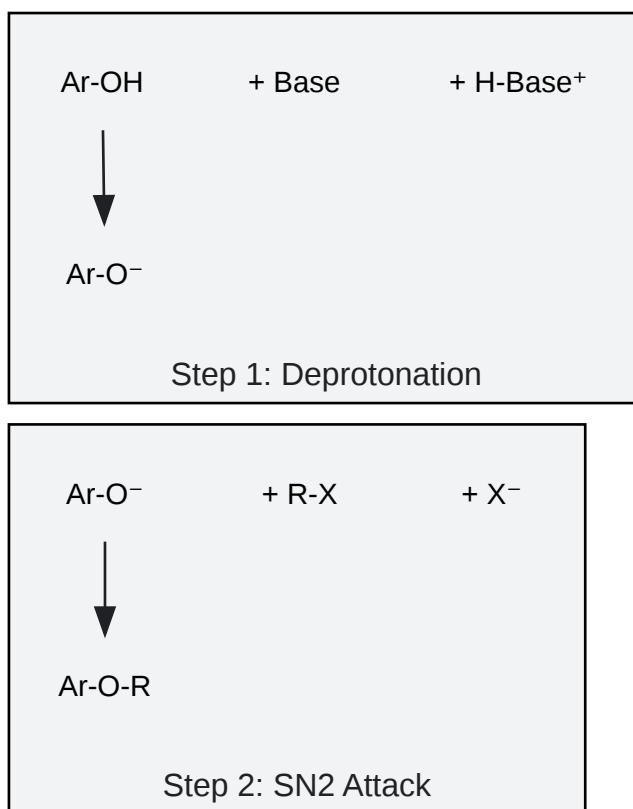 Ar-OH + Base + H-Base⁺
Ar-O⁻
Step 1: Deprotonation
Ar-O⁻ + R-X + X⁻
Ar-O-R
Step 2: SN2 Attack